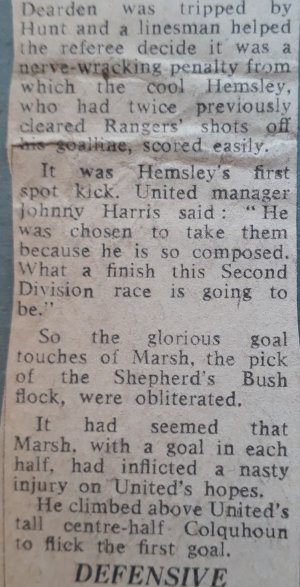 Dearden was tripped by
Hunt and a linesman helped
the referee decide it was a
nerve-wracking penalty from
which the cool Hemsley,
who had twice previously
cleared Rangers' shots off
his goalline, scored easily.
It was Hemsley's first
spot kick. United manager
Johnny Harris said: "He
was chosen to take them
because he is so composed.
What a finish this Second
Division race is going to
be."
So the glorious goal
touches of Marsh, the pick
of the Shepherd's Bush
flock, were obliterated.
It had seemed that
Marsh, with a goal in each
half, had inflicted a nasty
injury on United's hopes.
He climbed above United's
tall centre-half Colquhoun
to flick the first goal.
DEFENSIVE